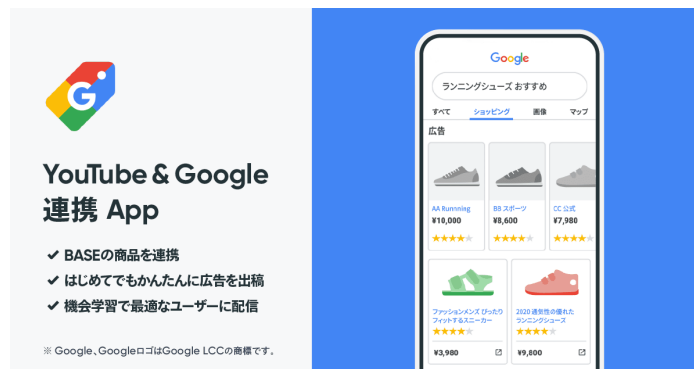 G
YouTube & Google
連携 App
BASEの商品を連携
はじめてでもかんたんに広告を出稿
機会学習で最適なユーザーに配信
※ Google、GoogleロゴはGoogle LCCの商標です。
Google
ランニングシューズ おすすめ
すべて ショッピング 画像 マップ
広告
AA Runnning BB スポーツ CC 公式
¥10,000 ¥8,600 ¥7,980
ファッションメンズ ぴったり
フィットするスニーカー
2020 通気性の優れた
ランニングシューズ
¥3,980 ¥9,800